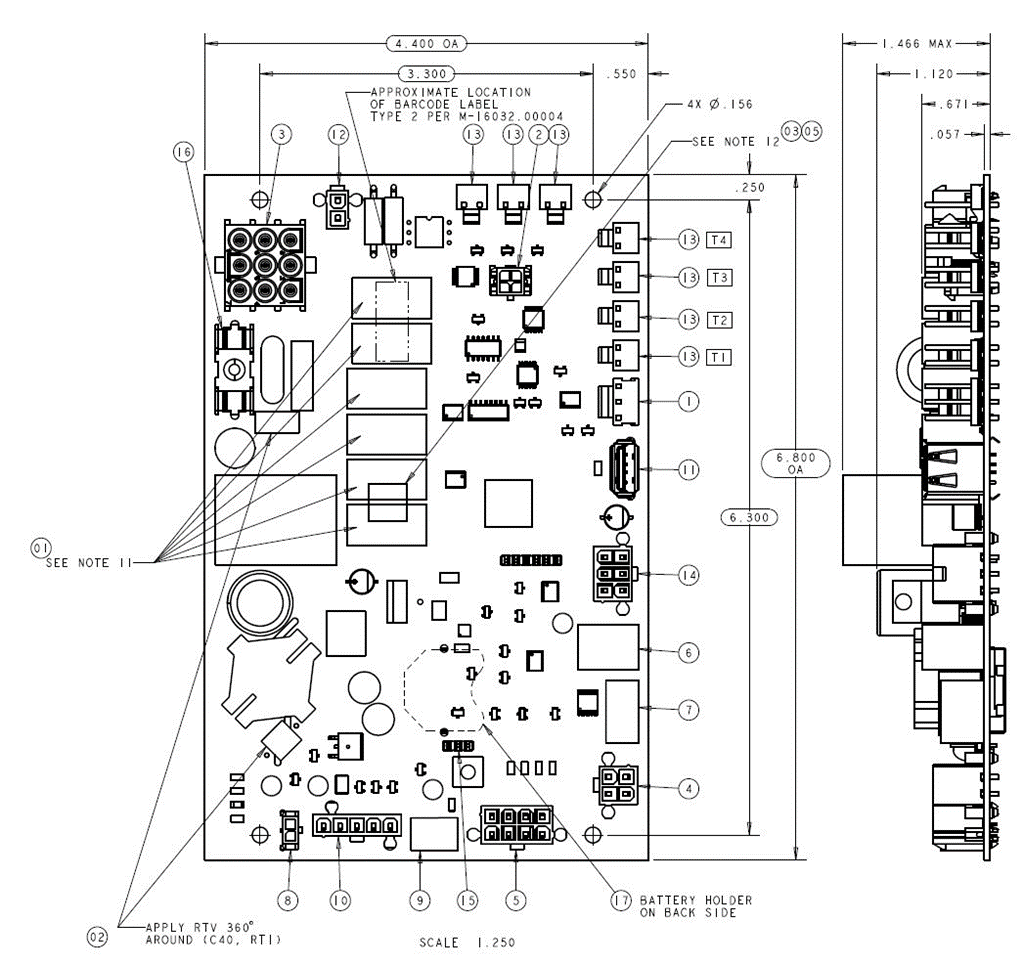 4.400 OA
1.466 MAX
3.300
.550
1.120
APPROXIMATE LOCATION
OF BARCODE LABEL
TYPE 2 PER M-16032.00004
4X Ø.156
.671
.057
SEE NOTE 12
03
05
16
3
12
13
13
2
13
.250
13 T4
13 T3
13 T2
13 T1
1
6.800
OA
11
6.300
01
SEE NOTE 11
14
6
7
4
8
10
9
15
5
17
BATTERY HOLDER
ON BACK SIDE
02
APPLY RTV 360°
AROUND (C40, RT1)
SCALE 1.250